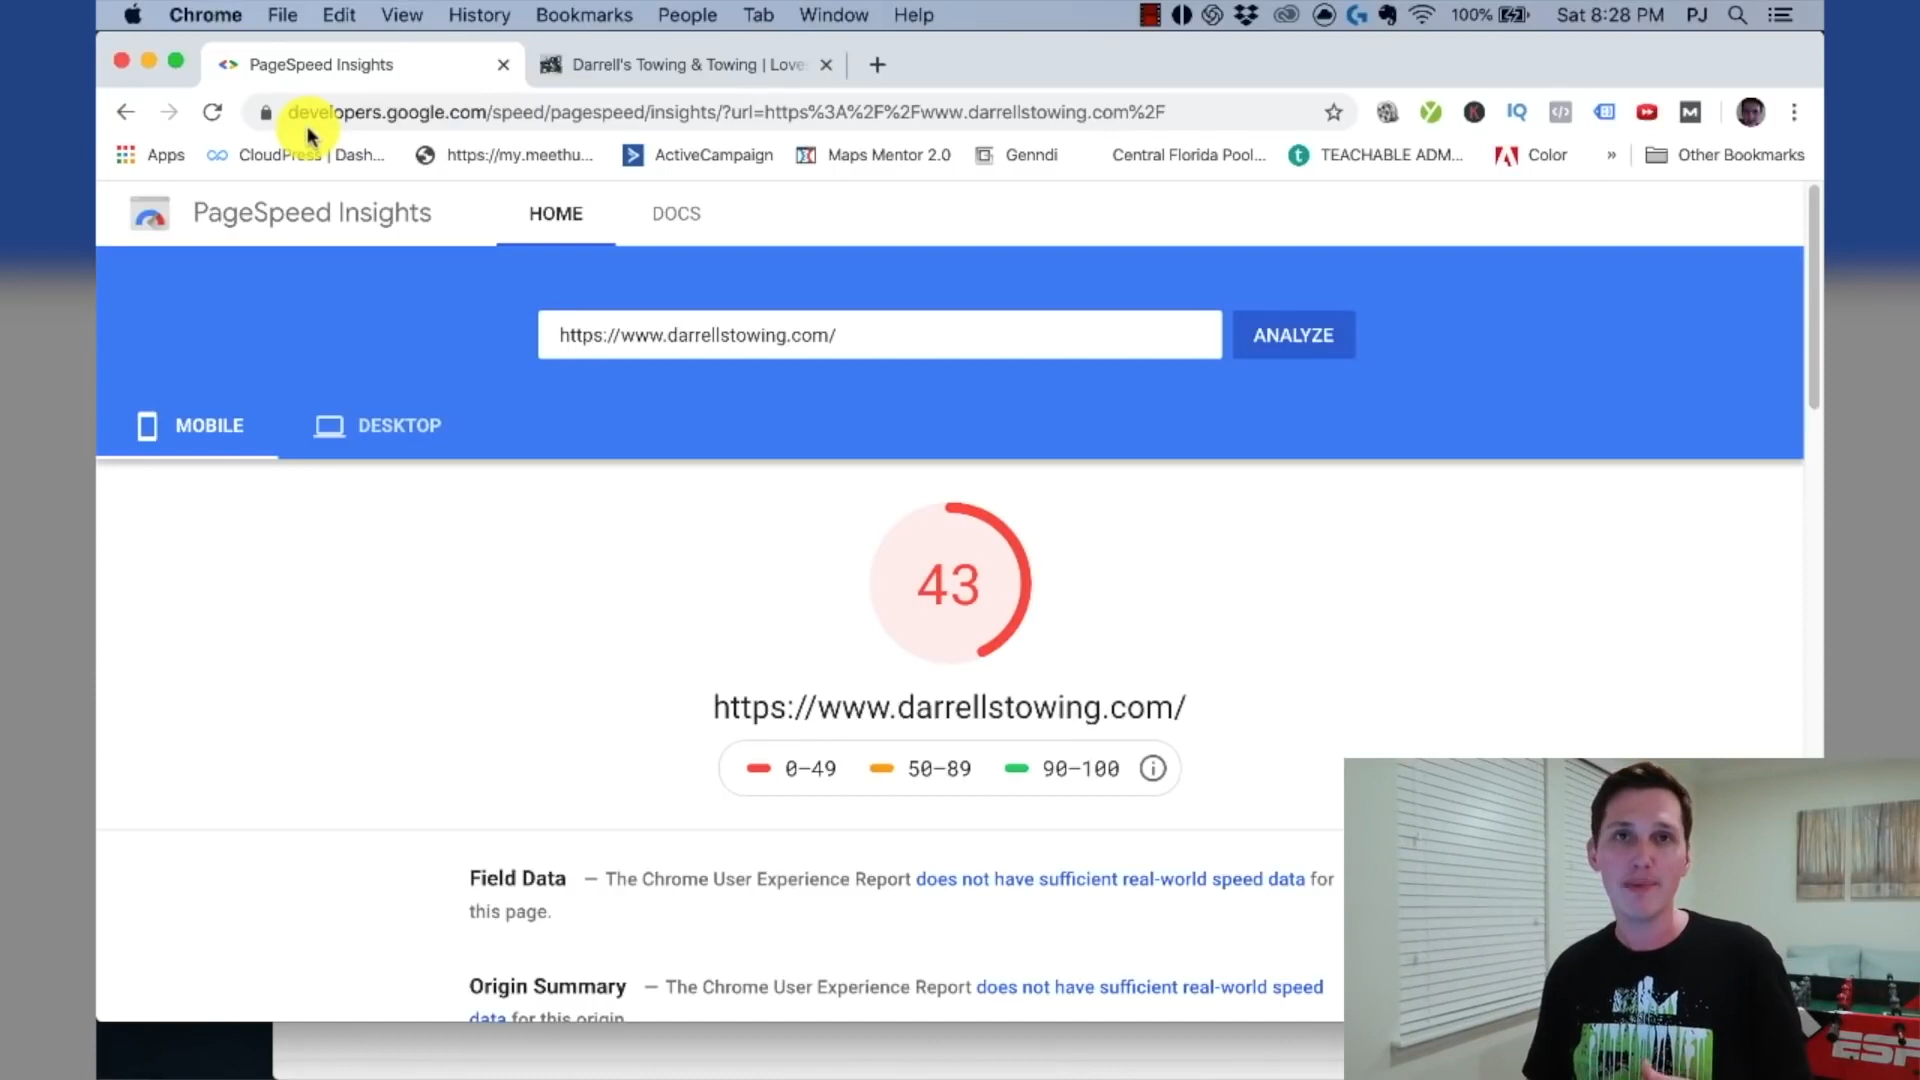 Chrome File Edit View History Bookmarks People Tab Window Help 100% Sat 8:28 PM PJ
PageSpeed Insights Darrell's Towing & Towing | Love
developers.google.com/speed/pagespeed/insights/?url=https%3A%2F%2Fwww.darrellstowing.com%2F
Apps CloudPress | Dash... https://my.meethu... ActiveCampaign Maps Mentor 2.0 Genndi Central Florida Pool... TEACHABLE ADM... Color » Other Bookmarks
PageSpeed Insights HOME DOCS
https://www.darrellstowing.com/ ANALYZE
MOBILE DESKTOP
43
https://www.darrellstowing.com/
0–49 50–89 90–100
Field Data — The Chrome User Experience Report does not have sufficient real-world speed data for
this page.
Origin Summary — The Chrome User Experience Report does not have sufficient real-world speed
data for this origin